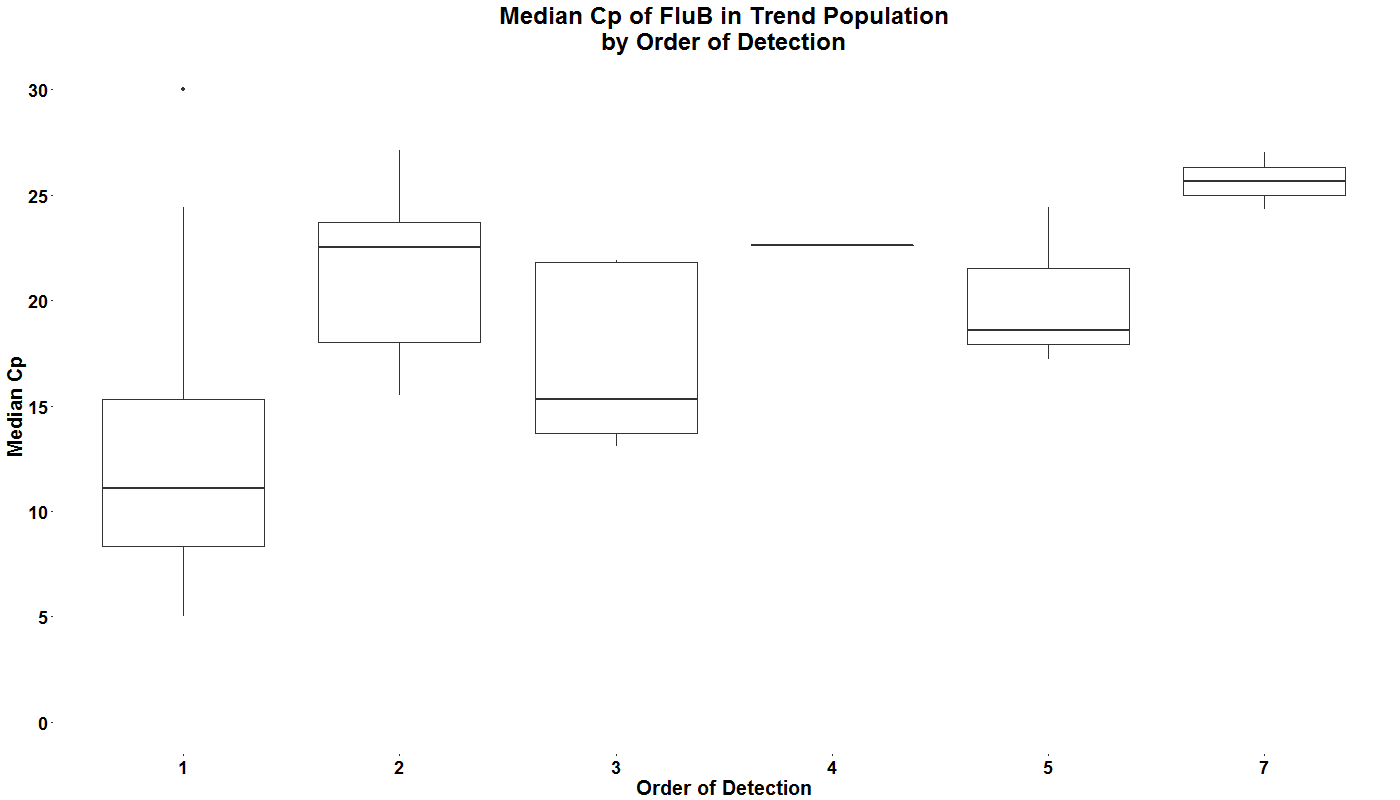 Median Cp of FluB in Trend Population
by Order of Detection
30
25
20
15
10
5
0
Median Cp
1 2 3 4 5 7
Order of Detection